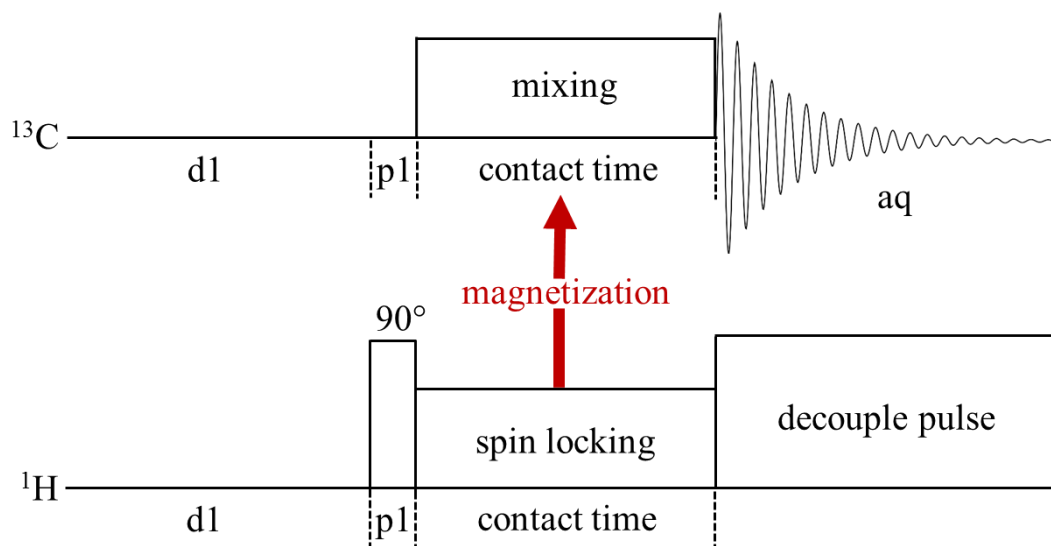 mixing
¹³C
d1 p1 contact time
aq
magnetization
90°
decouple pulse
spin locking
¹H
d1 p1 contact time